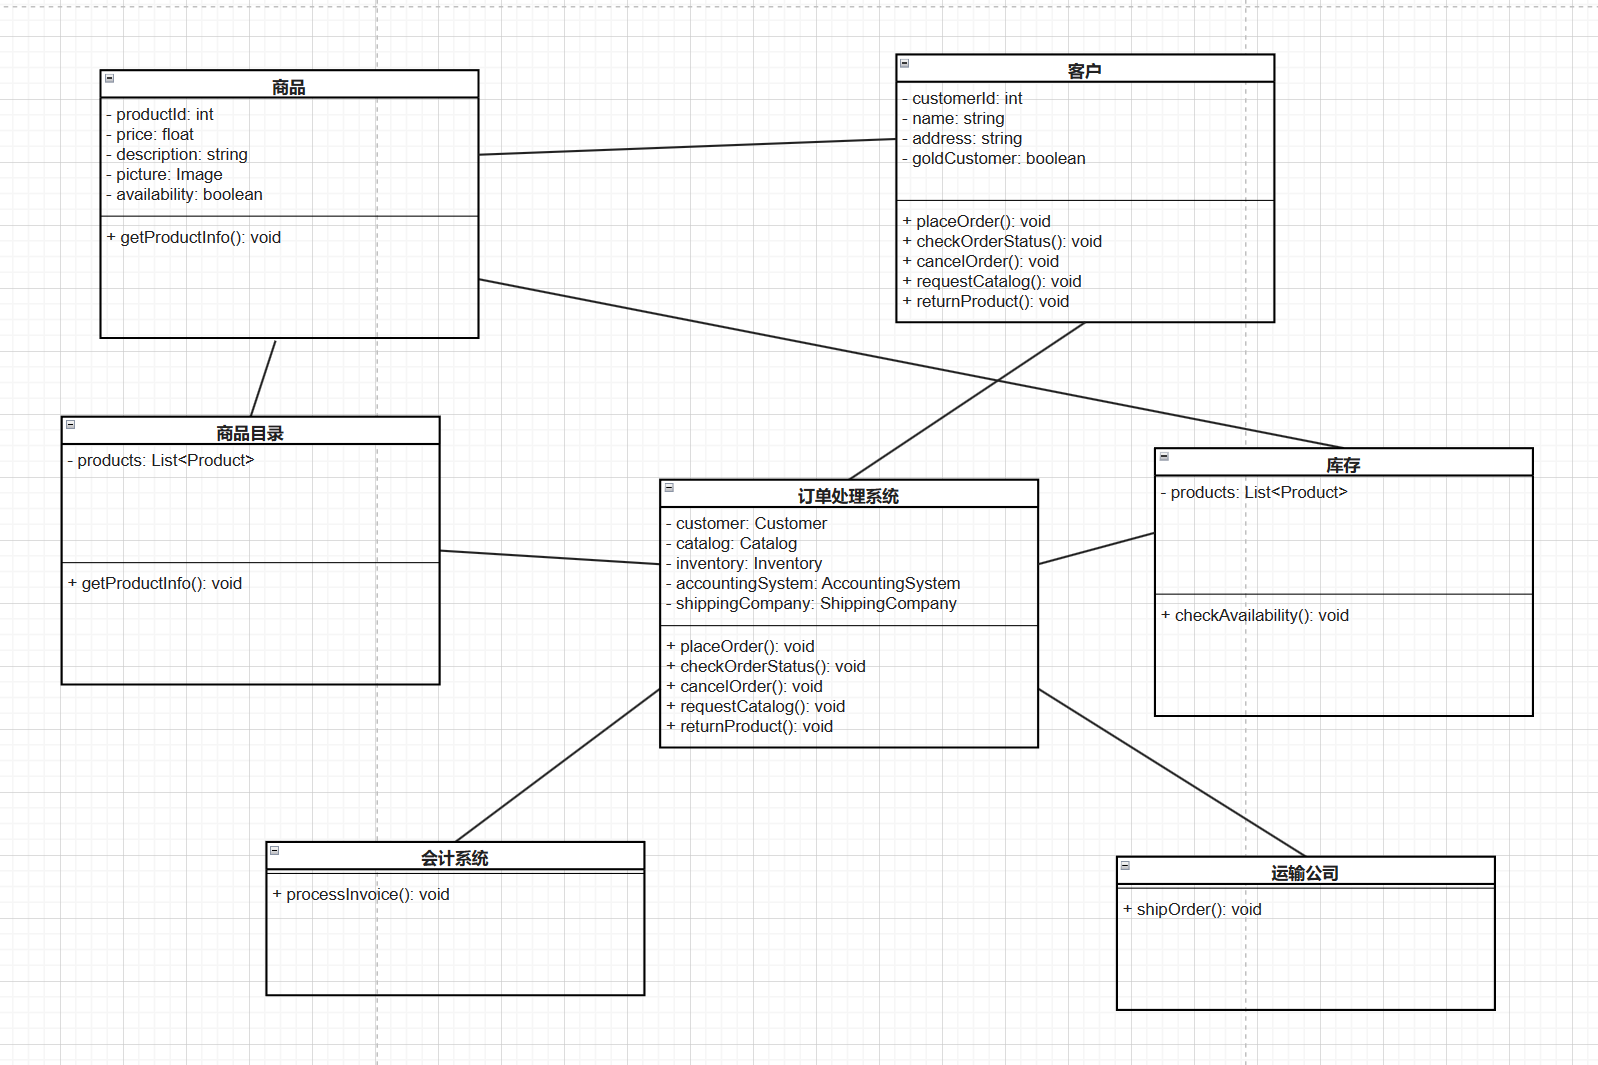 商品
- productId: int
- price: float
- description: string
- picture: Image
- availability: boolean
+ getProductInfo(): void
客户
- customerId: int
- name: string
- address: string
- goldCustomer: boolean
+ placeOrder(): void
+ checkOrderStatus(): void
+ cancelOrder(): void
+ requestCatalog(): void
+ returnProduct(): void
商品目录
- products: List<Product>
+ getProductInfo(): void
订单处理系统
- customer: Customer
- catalog: Catalog
- inventory: Inventory
- accountingSystem: AccountingSystem
- shippingCompany: ShippingCompany
+ placeOrder(): void
+ checkOrderStatus(): void
+ cancelOrder(): void
+ requestCatalog(): void
+ returnProduct(): void
库存
- products: List<Product>
+ checkAvailability(): void
会计系统
+ processInvoice(): void
运输公司
+ shipOrder(): void